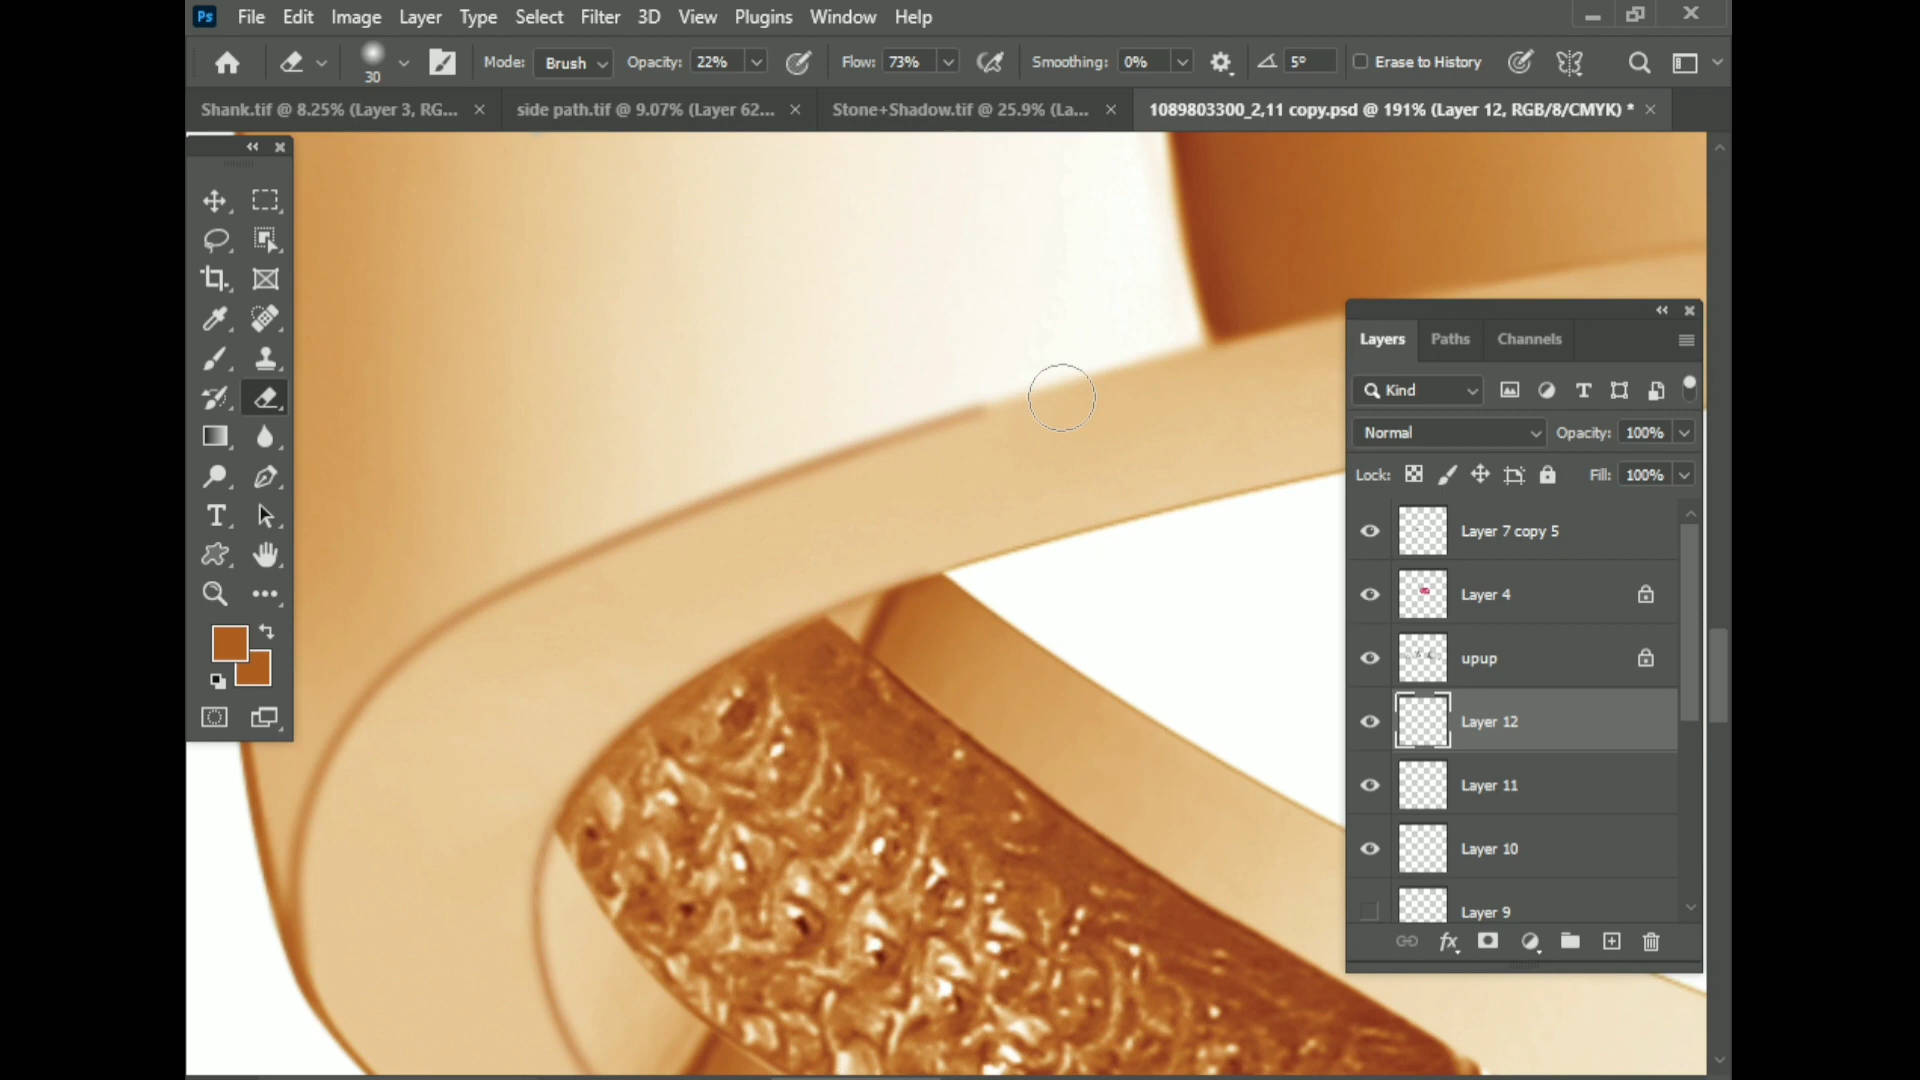 Ps File Edit Image Layer Type Select Filter 3D View Plugins Window Help
30 Mode: Brush Opacity: 22% Flow: 73% Smoothing: 0% 5° Erase to History
Shank.tif @ 8.25% (Layer 3, RG... side path.tif @ 9.07% (Layer 62... Stone+Shadow.tif @ 25.9% (La... 1089803300_2,11 copy.psd @ 191% (Layer 12, RGB/8/CMYK) *
Layers Paths Channels
Kind
Normal Opacity: 100%
Lock: Fill: 100%
Layer 7 copy 5
Layer 4
upup
Layer 12
Layer 11
Layer 10
Layer 9
fx